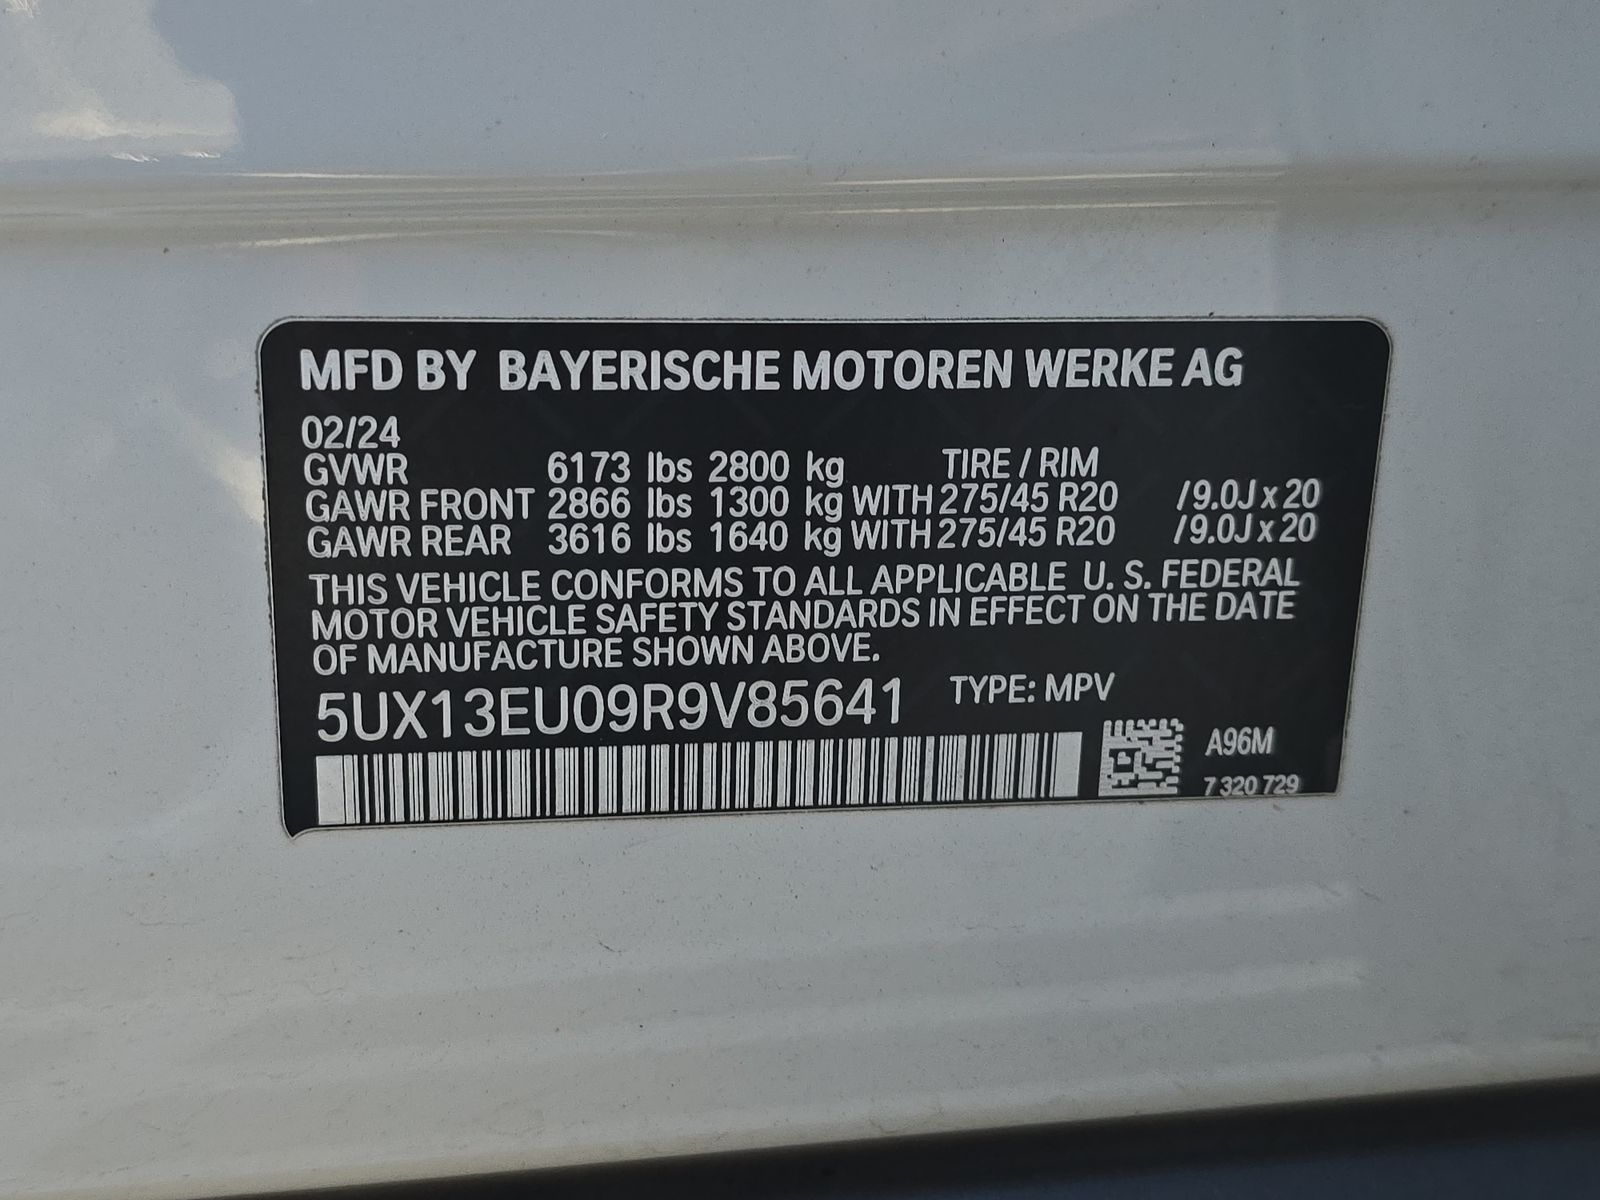 MFD BY BAYERISCHE MOTOREN WERKE AG
02/24
GVWR 6173 lbs 2800 kg TIRE / RIM
GAWR FRONT 2866 lbs 1300 kg WITH 275/45 R20 /9.0J x 20
GAWR REAR 3616 lbs 1640 kg WITH 275/45 R20 /9.0J x 20
THIS VEHICLE CONFORMS TO ALL APPLICABLE U. S. FEDERAL
MOTOR VEHICLE SAFETY STANDARDS IN EFFECT ON THE DATE
OF MANUFACTURE SHOWN ABOVE.
5UX13EU09R9V85641 TYPE: MPV
A96M
7 320 729